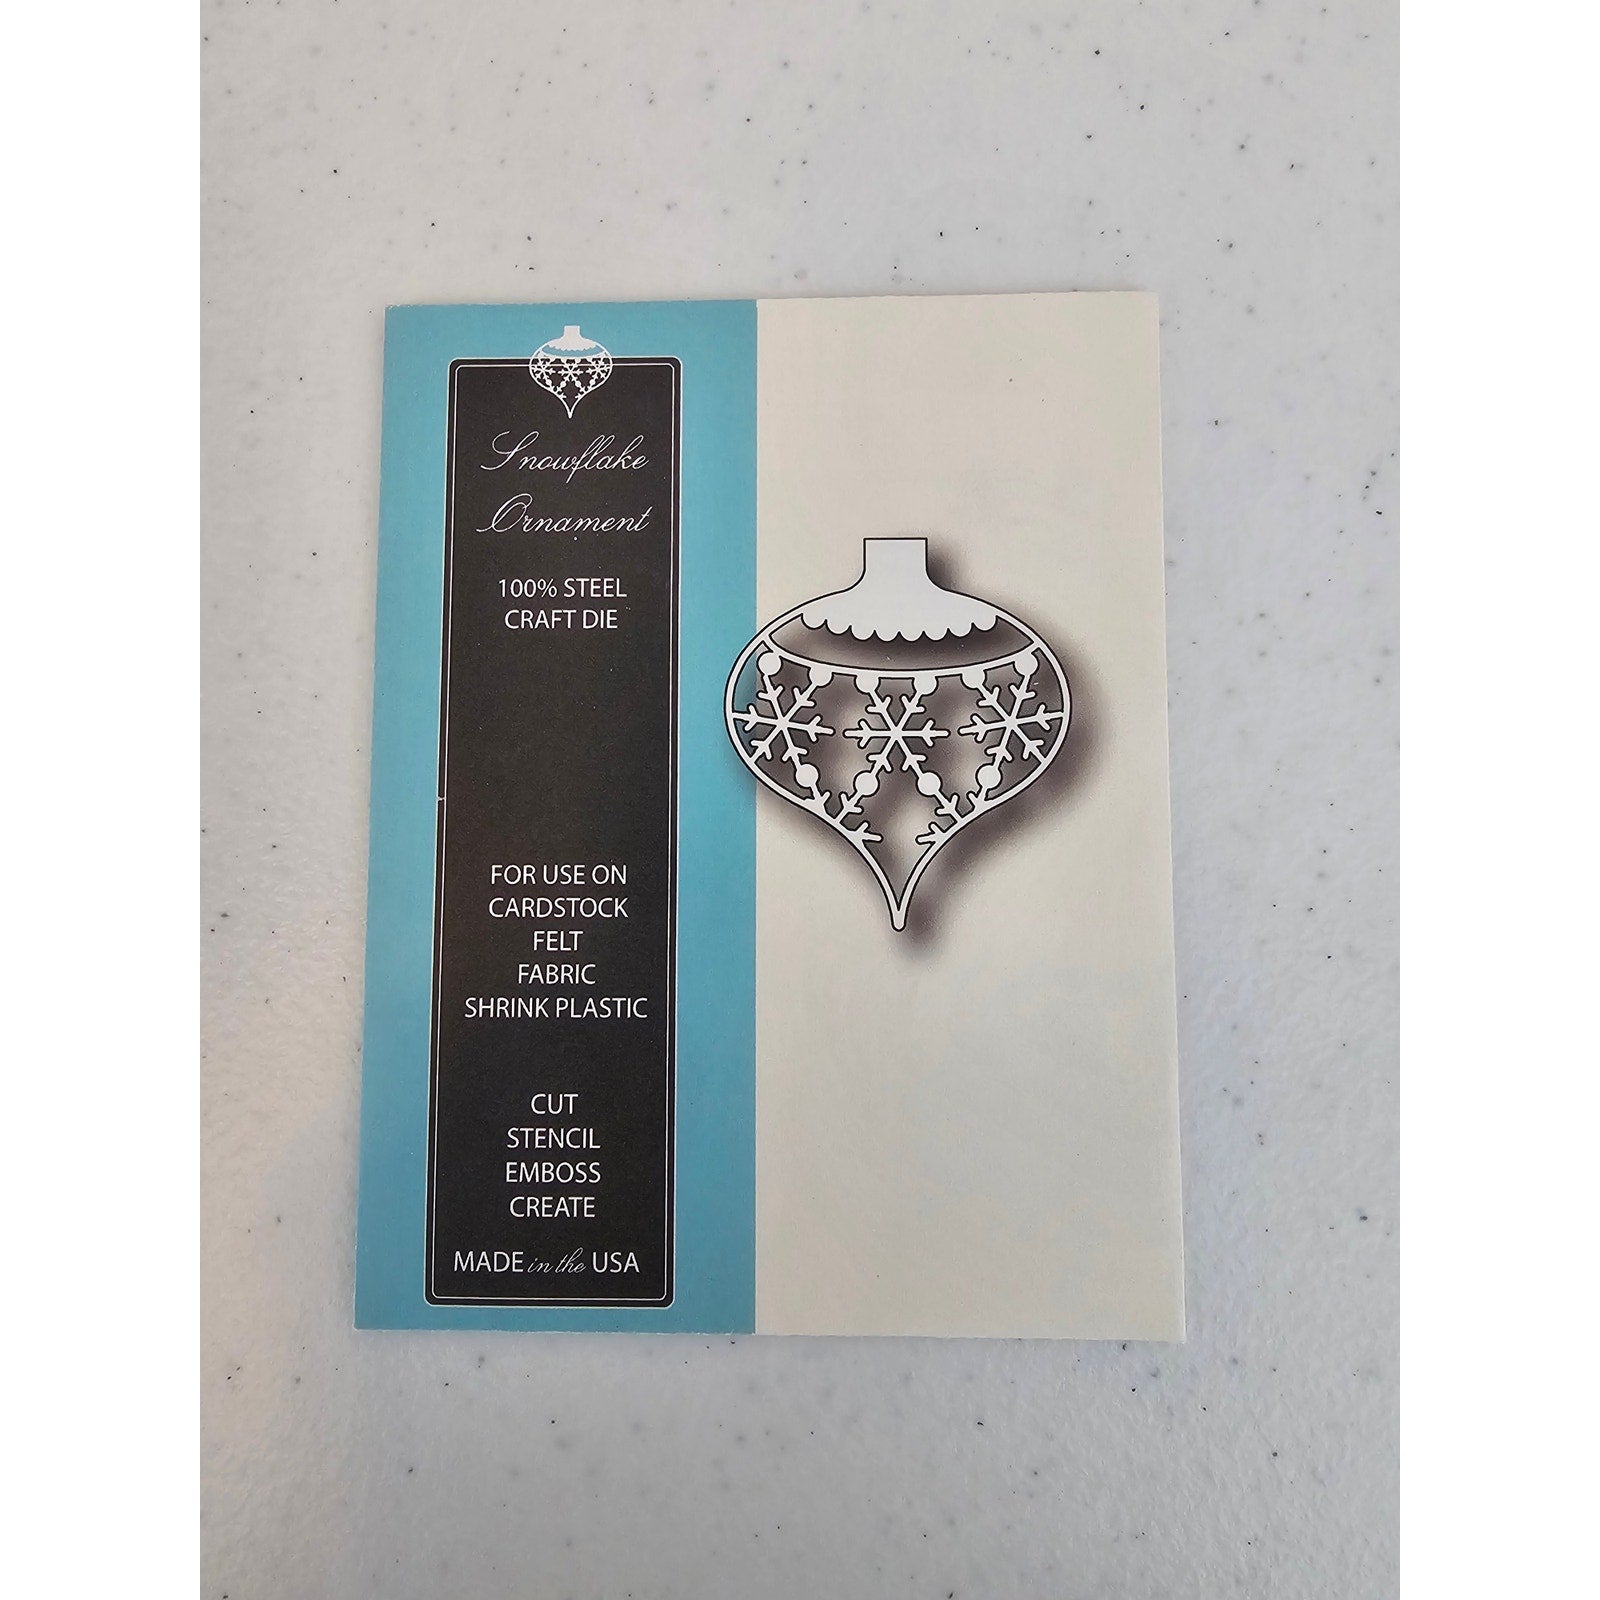 Snowflake
Ornament
100% STEEL
CRAFT DIE
FOR USE ON
CARDSTOCK
FELT
FABRIC
SHRINK PLASTIC
CUT
STENCIL
EMBOSS
CREATE
MADE in the USA